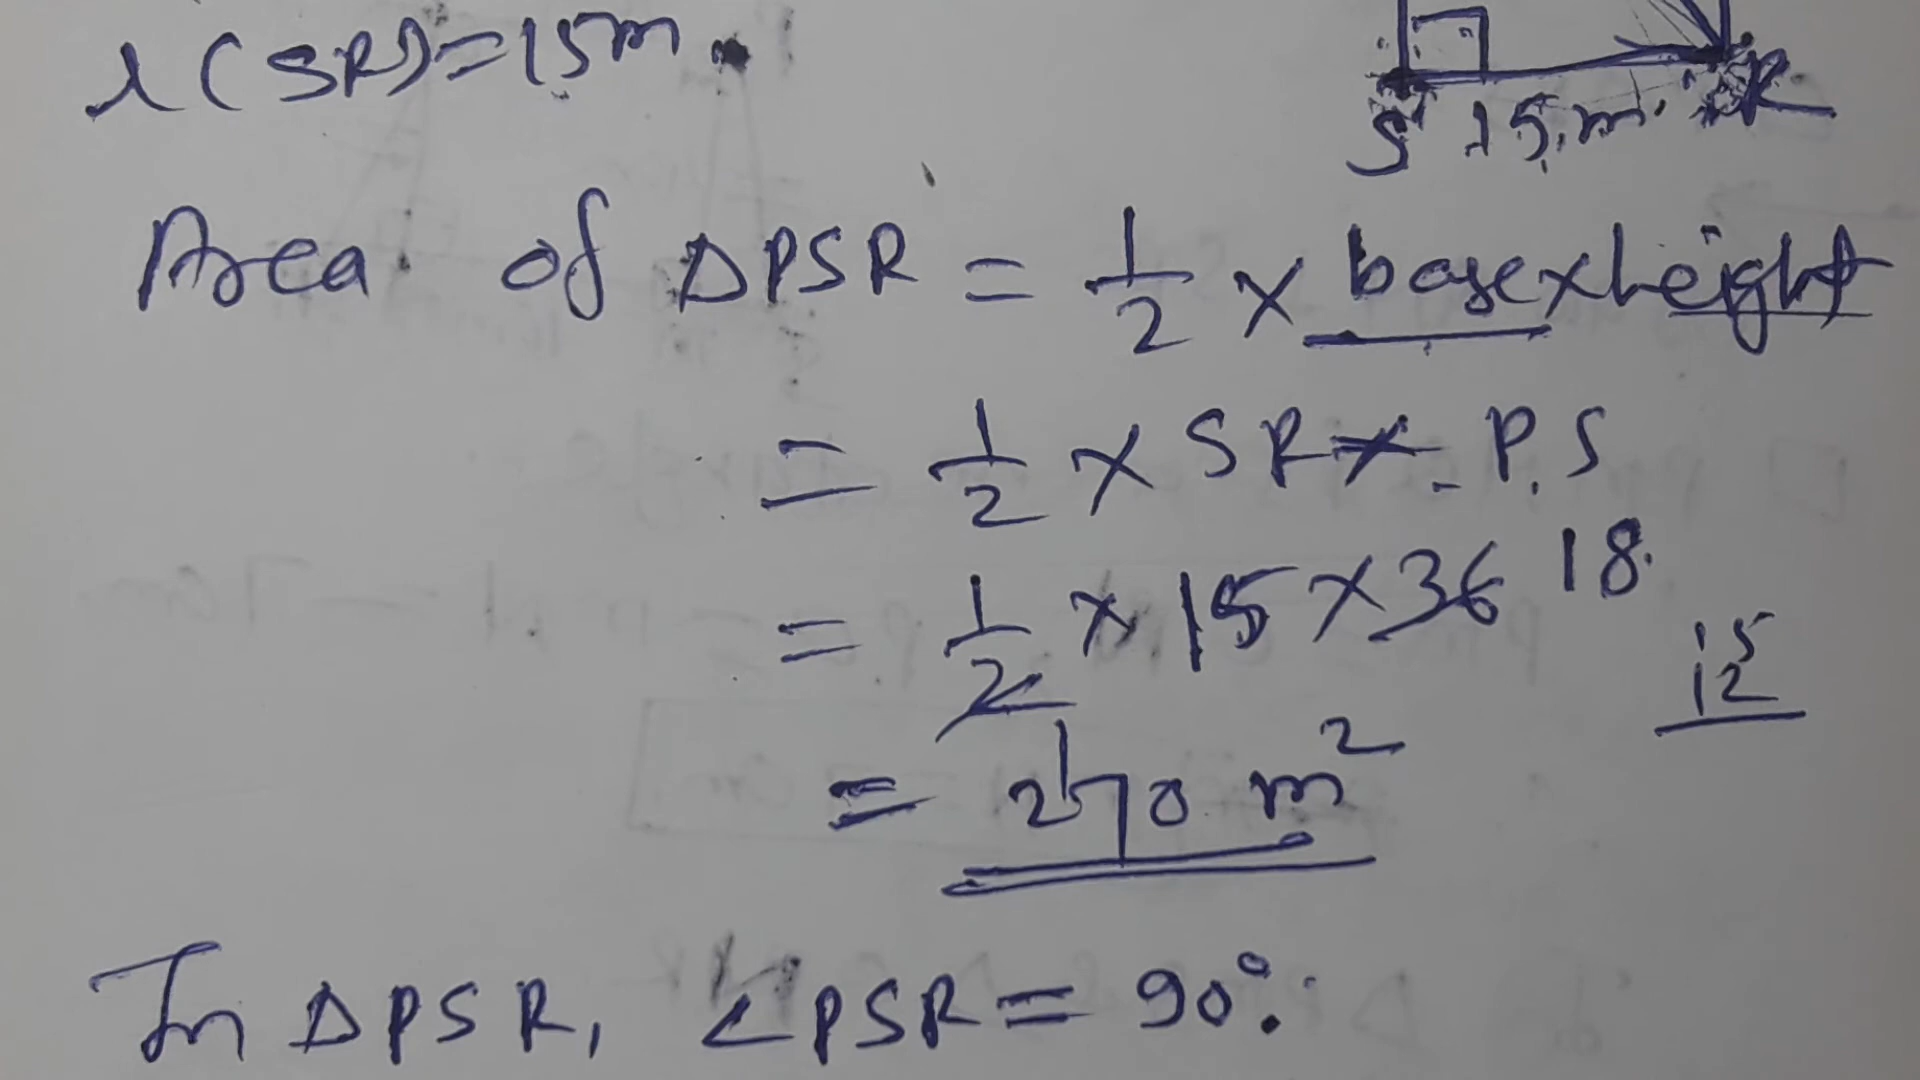 l(SR)=15m.
S 15m. R
Area of ΔPSR = 1/2 × base×height
= 1/2 × SR × P.S
= 1/2 × 15 × 36 18
15
12
= 270 m²
In ΔPSR, ∠PSR = 90°.